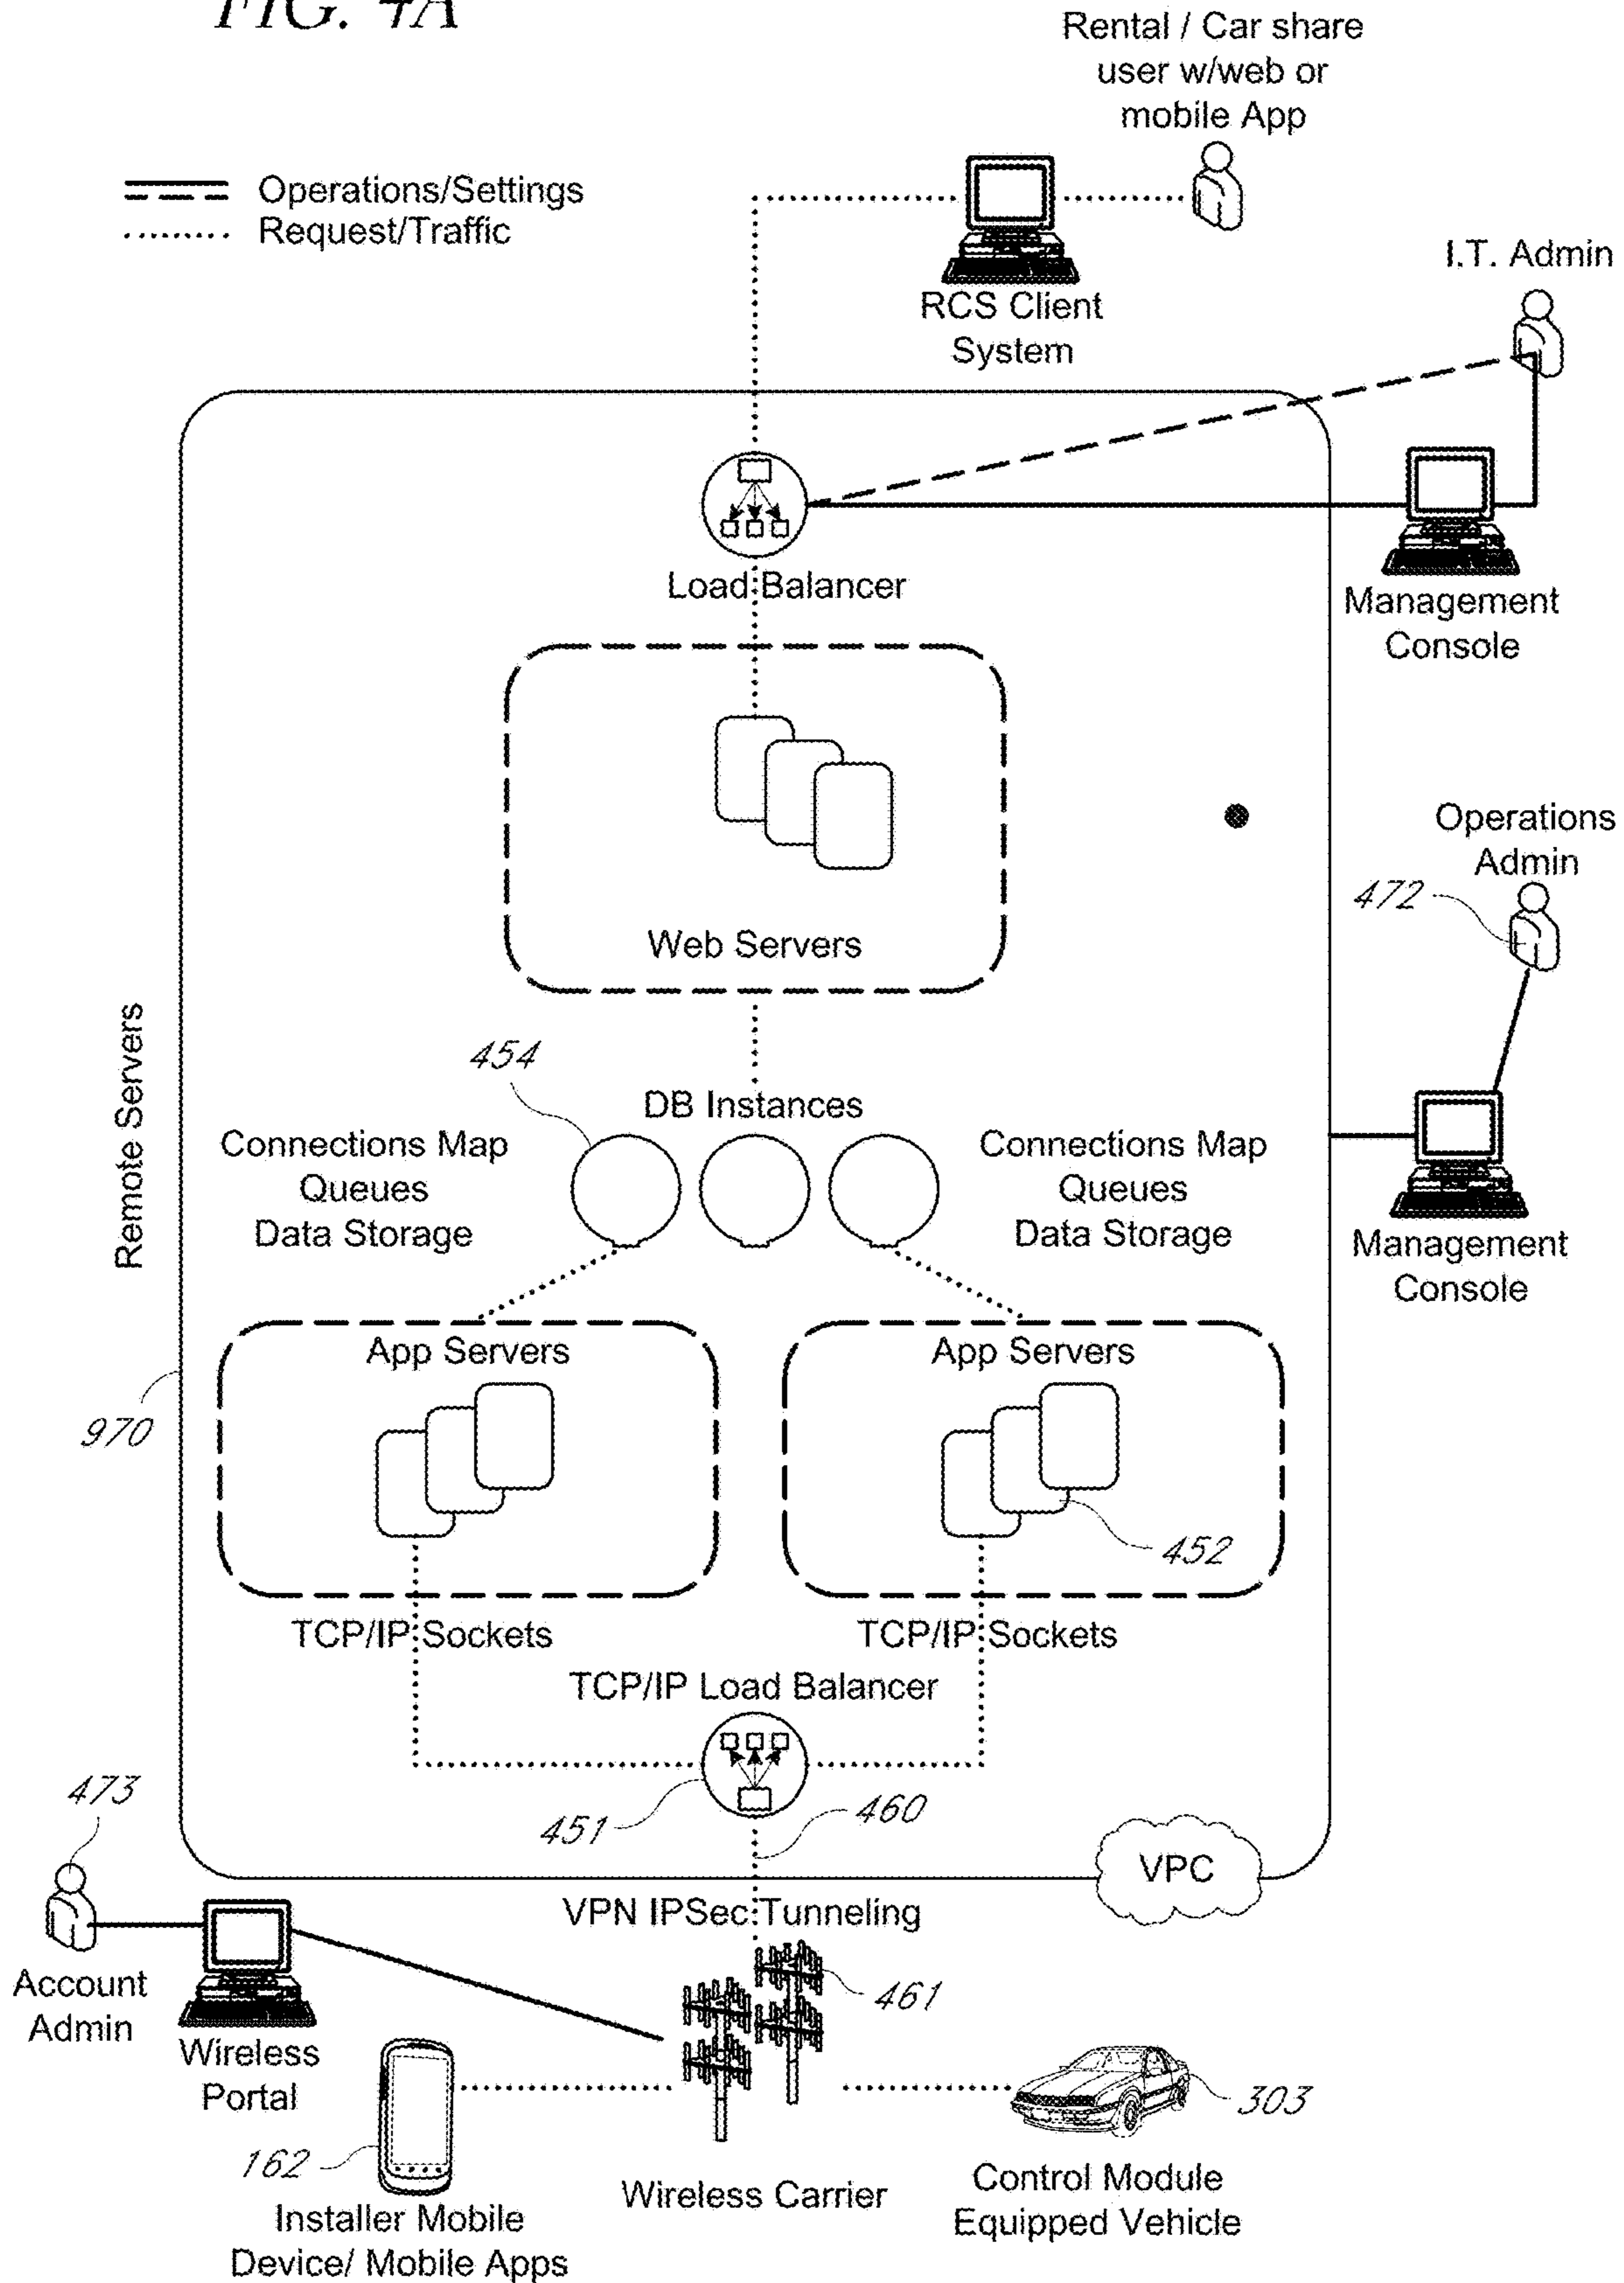 FIG. 4A
Rental / Car share
user w/web or
mobile App
Operations/Settings
Request/Traffic
I.T. Admin
RCS Client
System
Load Balancer
Management
Console
Web Servers
Operations
Admin
472
Remote Servers
454
DB Instances
Connections Map
Queues
Data Storage
Connections Map
Queues
Data Storage
Management
Console
App Servers
App Servers
970
452
TCP/IP Sockets
TCP/IP Sockets
TCP/IP Load Balancer
473
451
460
VPC
VPN IPSec Tunneling
461
Account
Admin
Wireless
Portal
303
162
Wireless Carrier
Control Module
Equipped Vehicle
Installer Mobile
Device/ Mobile Apps